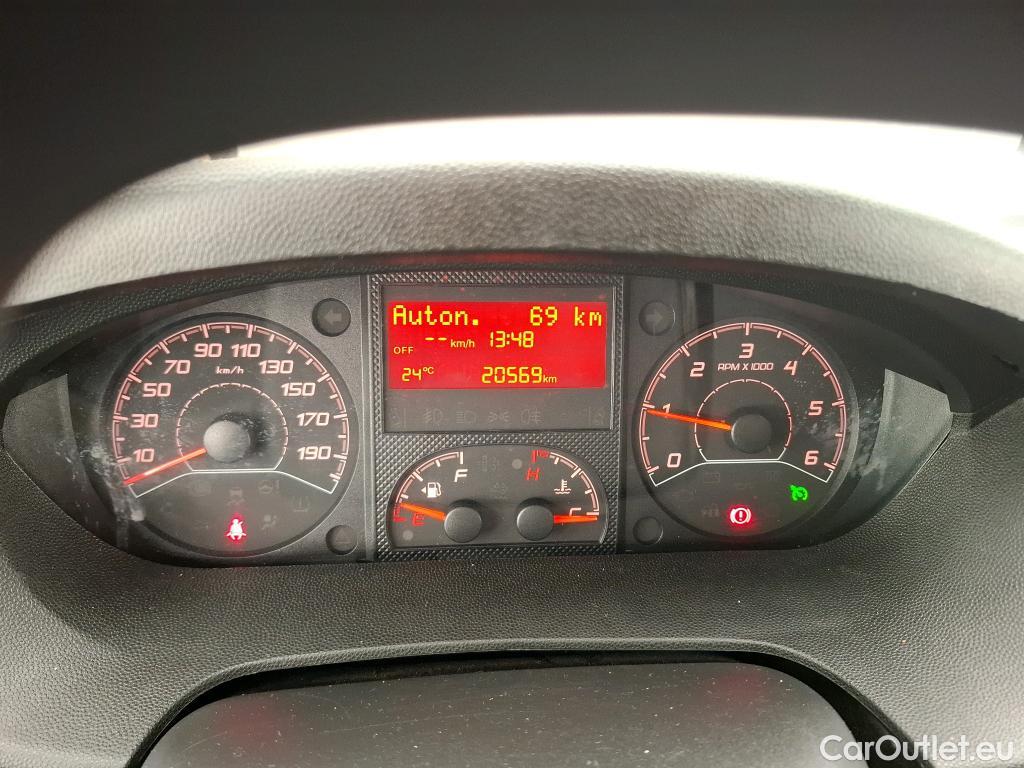 Auton. 69 km
OFF -- km/h 13:48
24°C 20569km
10 30 50 70 90 110 130 150 170 190
km/h
0 1 2 3 4 5 6
RPM X 1000
E F
H C
CarOutlet.eu